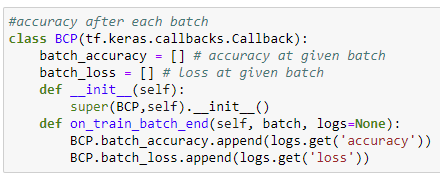 #accuracy after each batch
class BCP(tf.keras.callbacks.Callback):
    batch_accuracy = [] # accuracy at given batch
    batch_loss = [] # loss at given batch
    def __init__(self):
        super(BCP,self).__init__()
    def on_train_batch_end(self, batch, logs=None):
        BCP.batch_accuracy.append(logs.get('accuracy'))
        BCP.batch_loss.append(logs.get('loss'))